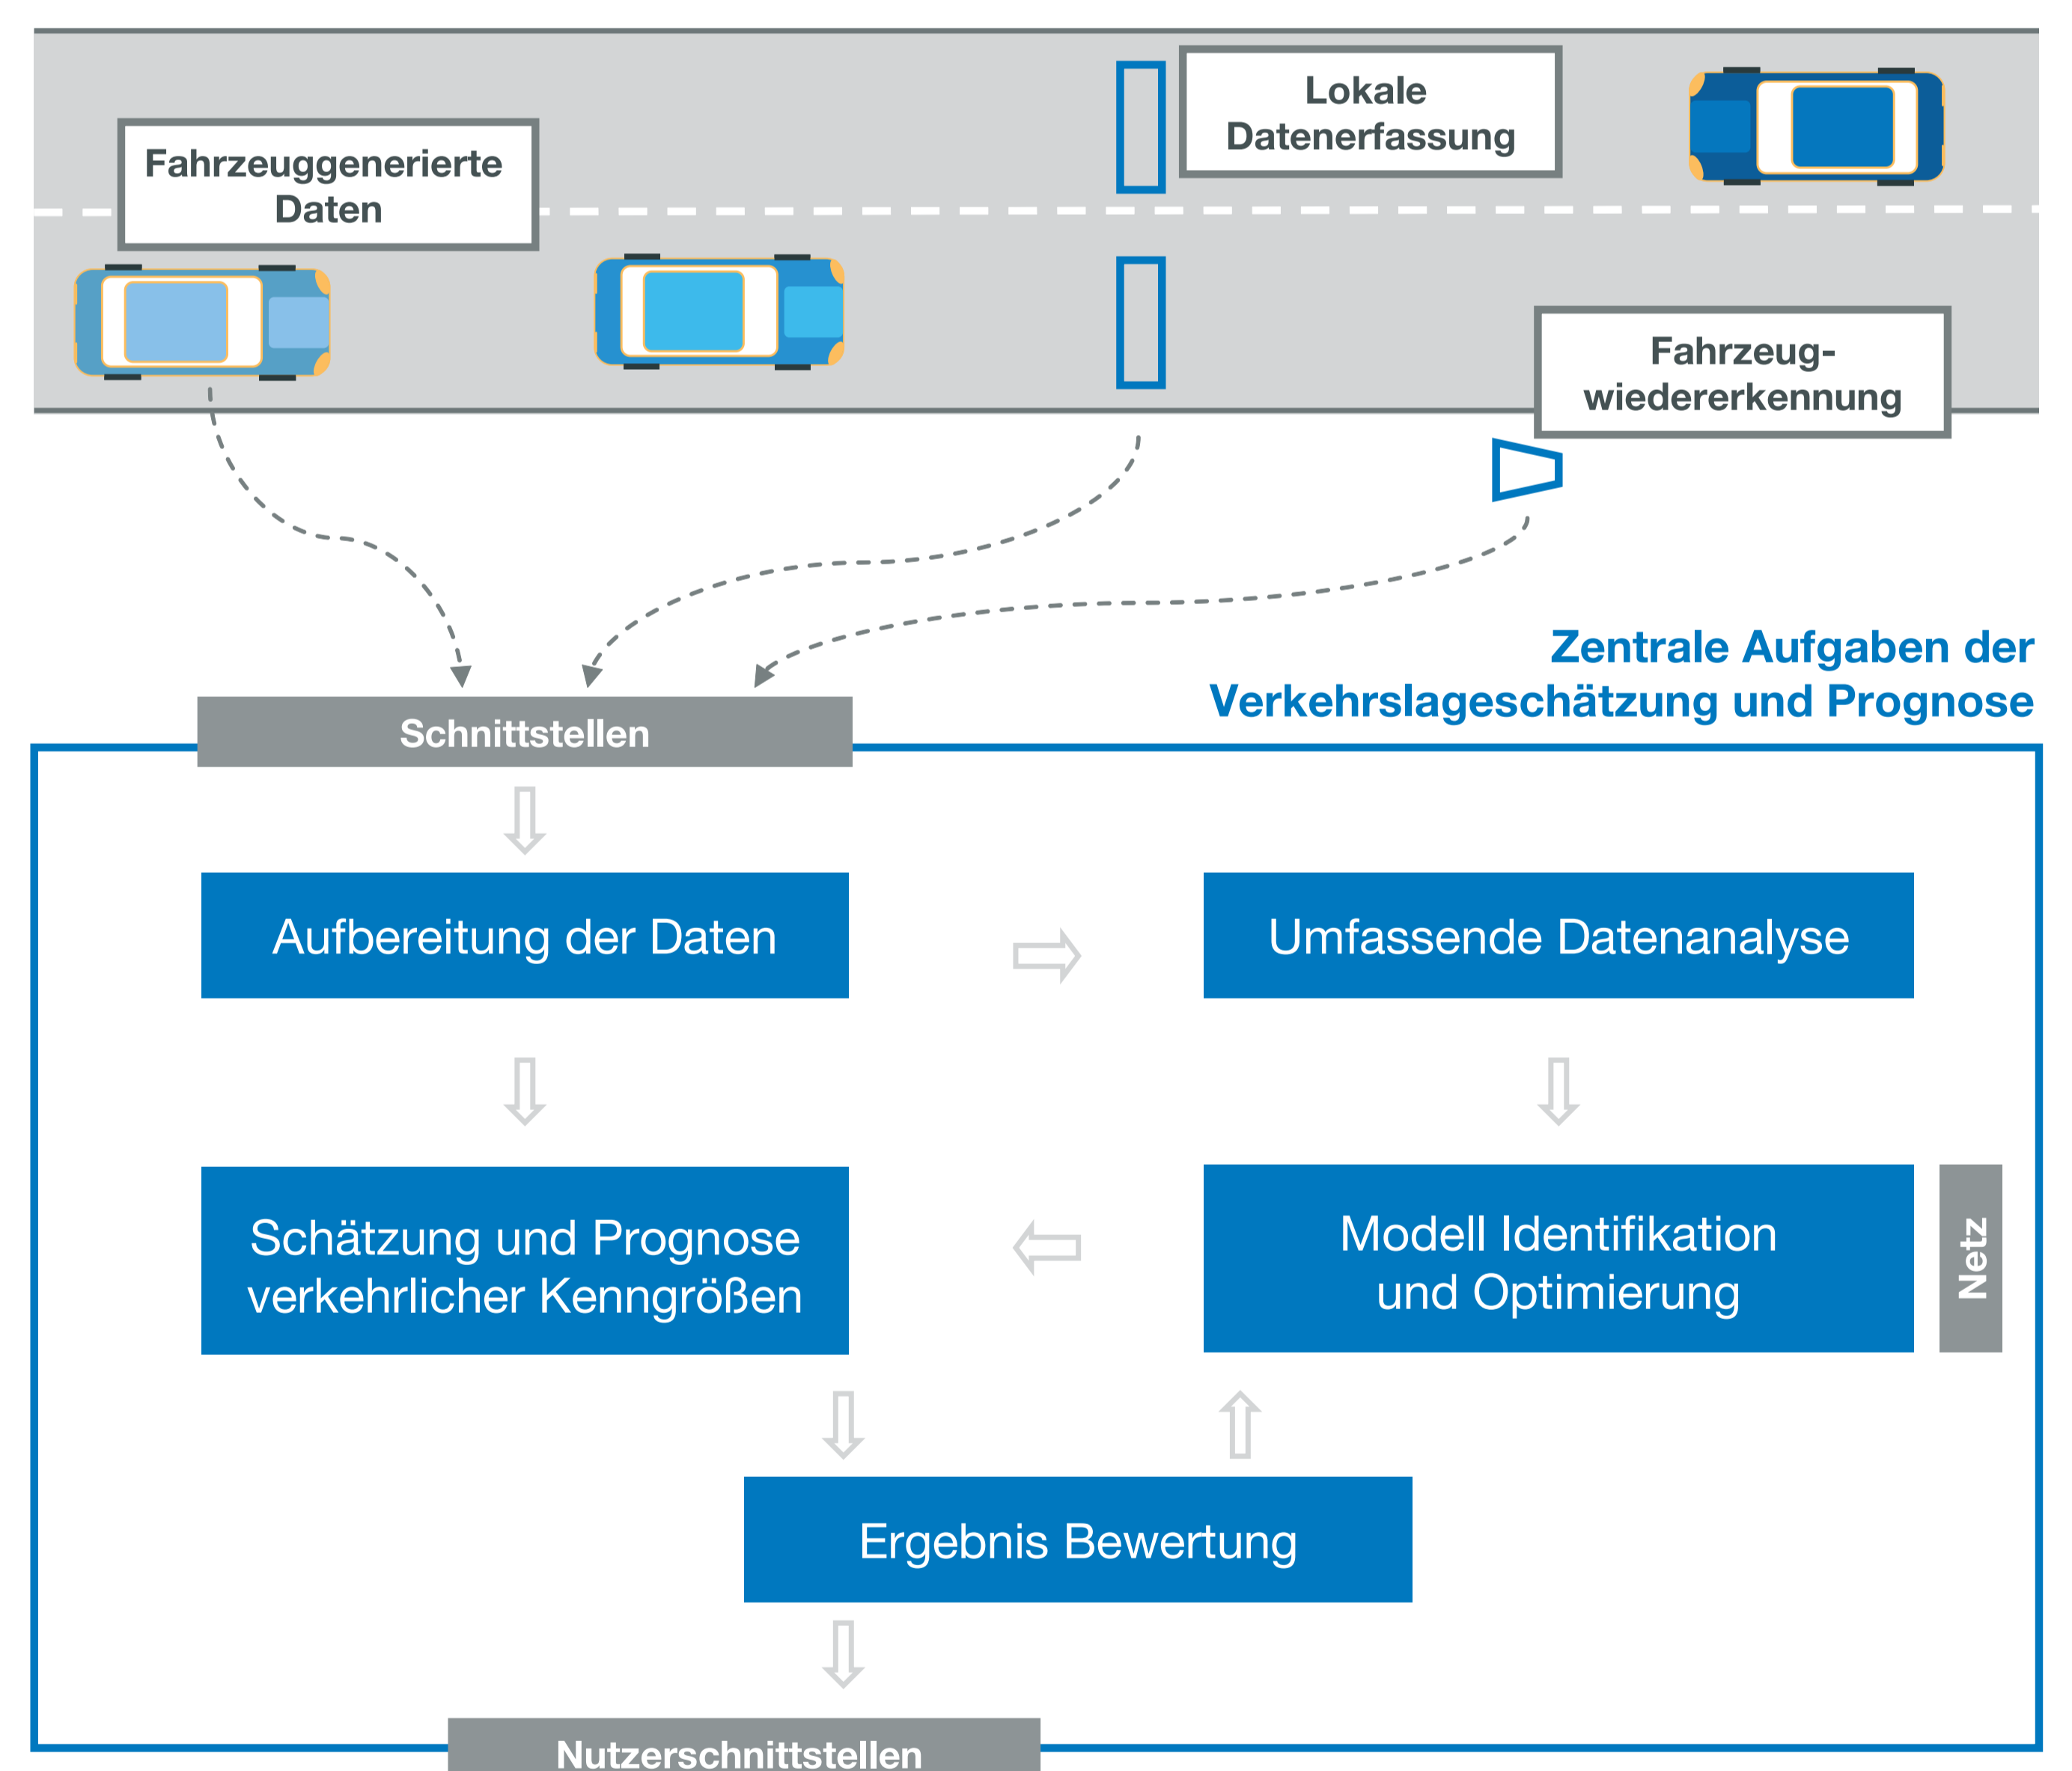 Lokale
Datenerfassung
Fahrzeuggenerierte
Daten
Fahrzeug-
wiedererkennung
Zentrale Aufgaben der
Verkehrslageschätzung und Prognose
Schnittstellen
Aufbereitung der Daten
Umfassende Datenanalyse
Schätzung und Prognose
verkehrlicher Kenngrößen
Modell Identifikation
und Optimierung
Netz
Ergebnis Bewertung
Nutzerschnittstellen